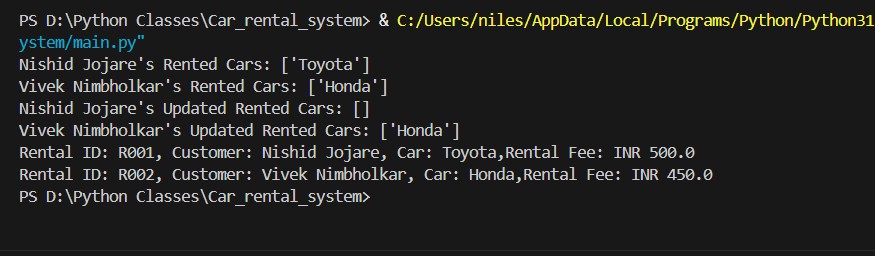 PS D:\Python Classes\Car_rental_system> & C:/Users/niles/AppData/Local/Programs/Python/Python31
ystem/main.py"
Nishid Jojare's Rented Cars: ['Toyota']
Vivek Nimbholkar's Rented Cars: ['Honda']
Nishid Jojare's Updated Rented Cars: []
Vivek Nimbholkar's Updated Rented Cars: ['Honda']
Rental ID: R001, Customer: Nishid Jojare, Car: Toyota,Rental Fee: INR 500.0
Rental ID: R002, Customer: Vivek Nimbholkar, Car: Honda,Rental Fee: INR 450.0
PS D:\Python Classes\Car_rental_system>